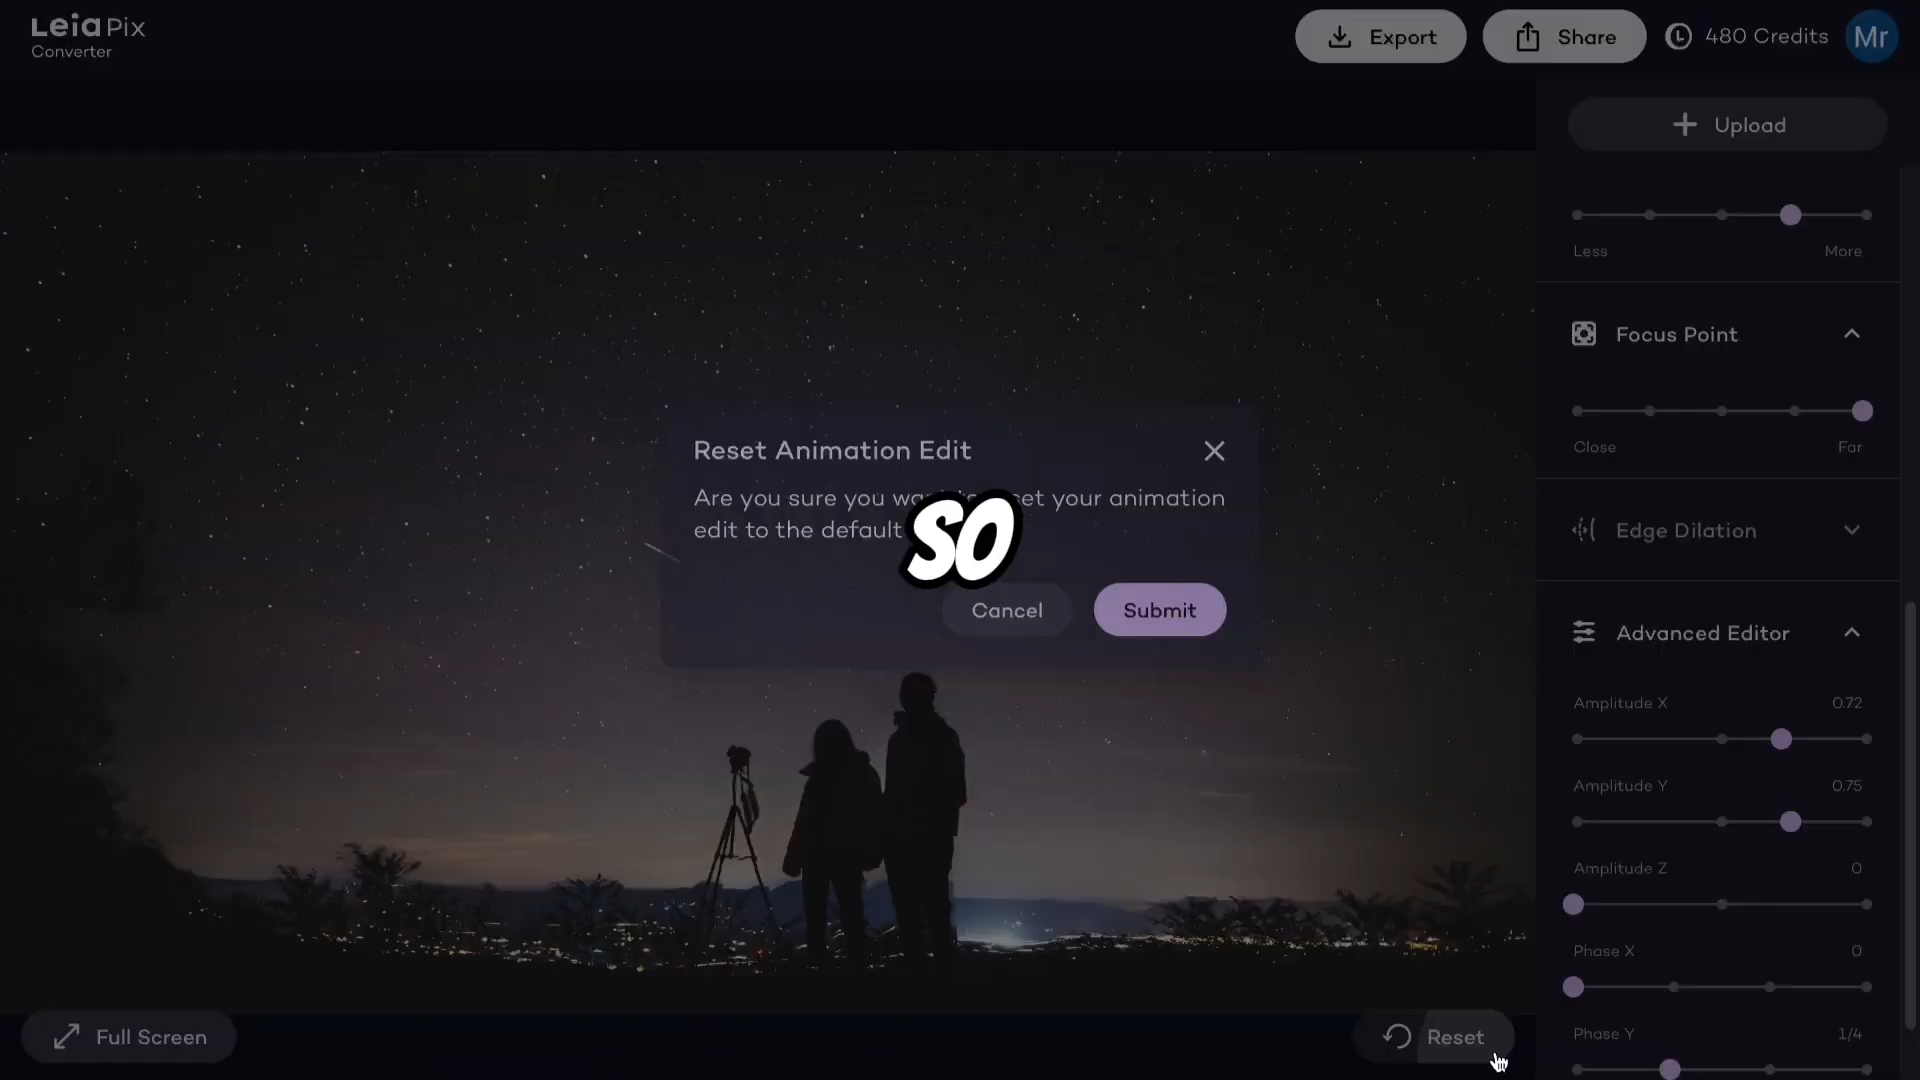 Leia Pix
Converter
Export
Share
480 Credits
Mr
Upload
Less
More
Focus Point
Close
Far
Edge Dilation
Advanced Editor
Amplitude X
0.72
Amplitude Y
0.75
Amplitude Z
0
Phase X
0
Phase Y
1/4
Reset Animation Edit
Are you sure you your animation
edit to the default
SO
Cancel
Submit
Full Screen
Reset